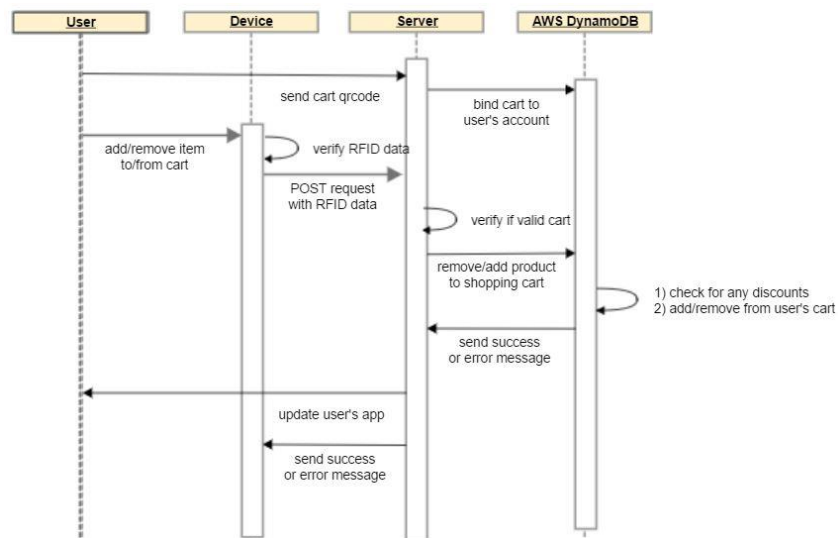 User
Device
Server
AWS DynamoDB
send cart qrcode
bind cart to
user's account
add/remove item
to/from cart
verify RFID data
POST request
with RFID data
verify if valid cart
remove/add product
to shopping cart
1) check for any discounts
2) add/remove from user's cart
send success
or error message
update user's app
send success
or error message